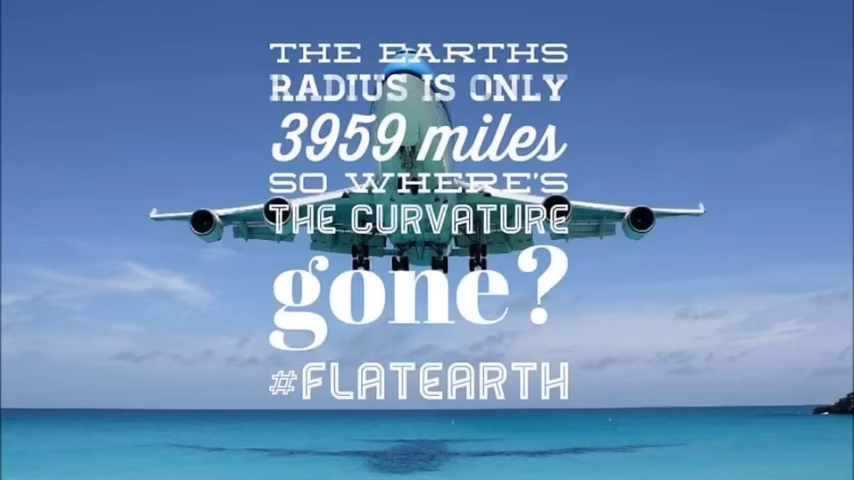 THE EARTHS
RADIUS IS ONLY
3959 miles
SO WHERE'S
THE CURVATURE
gone?
#FLATEARTH